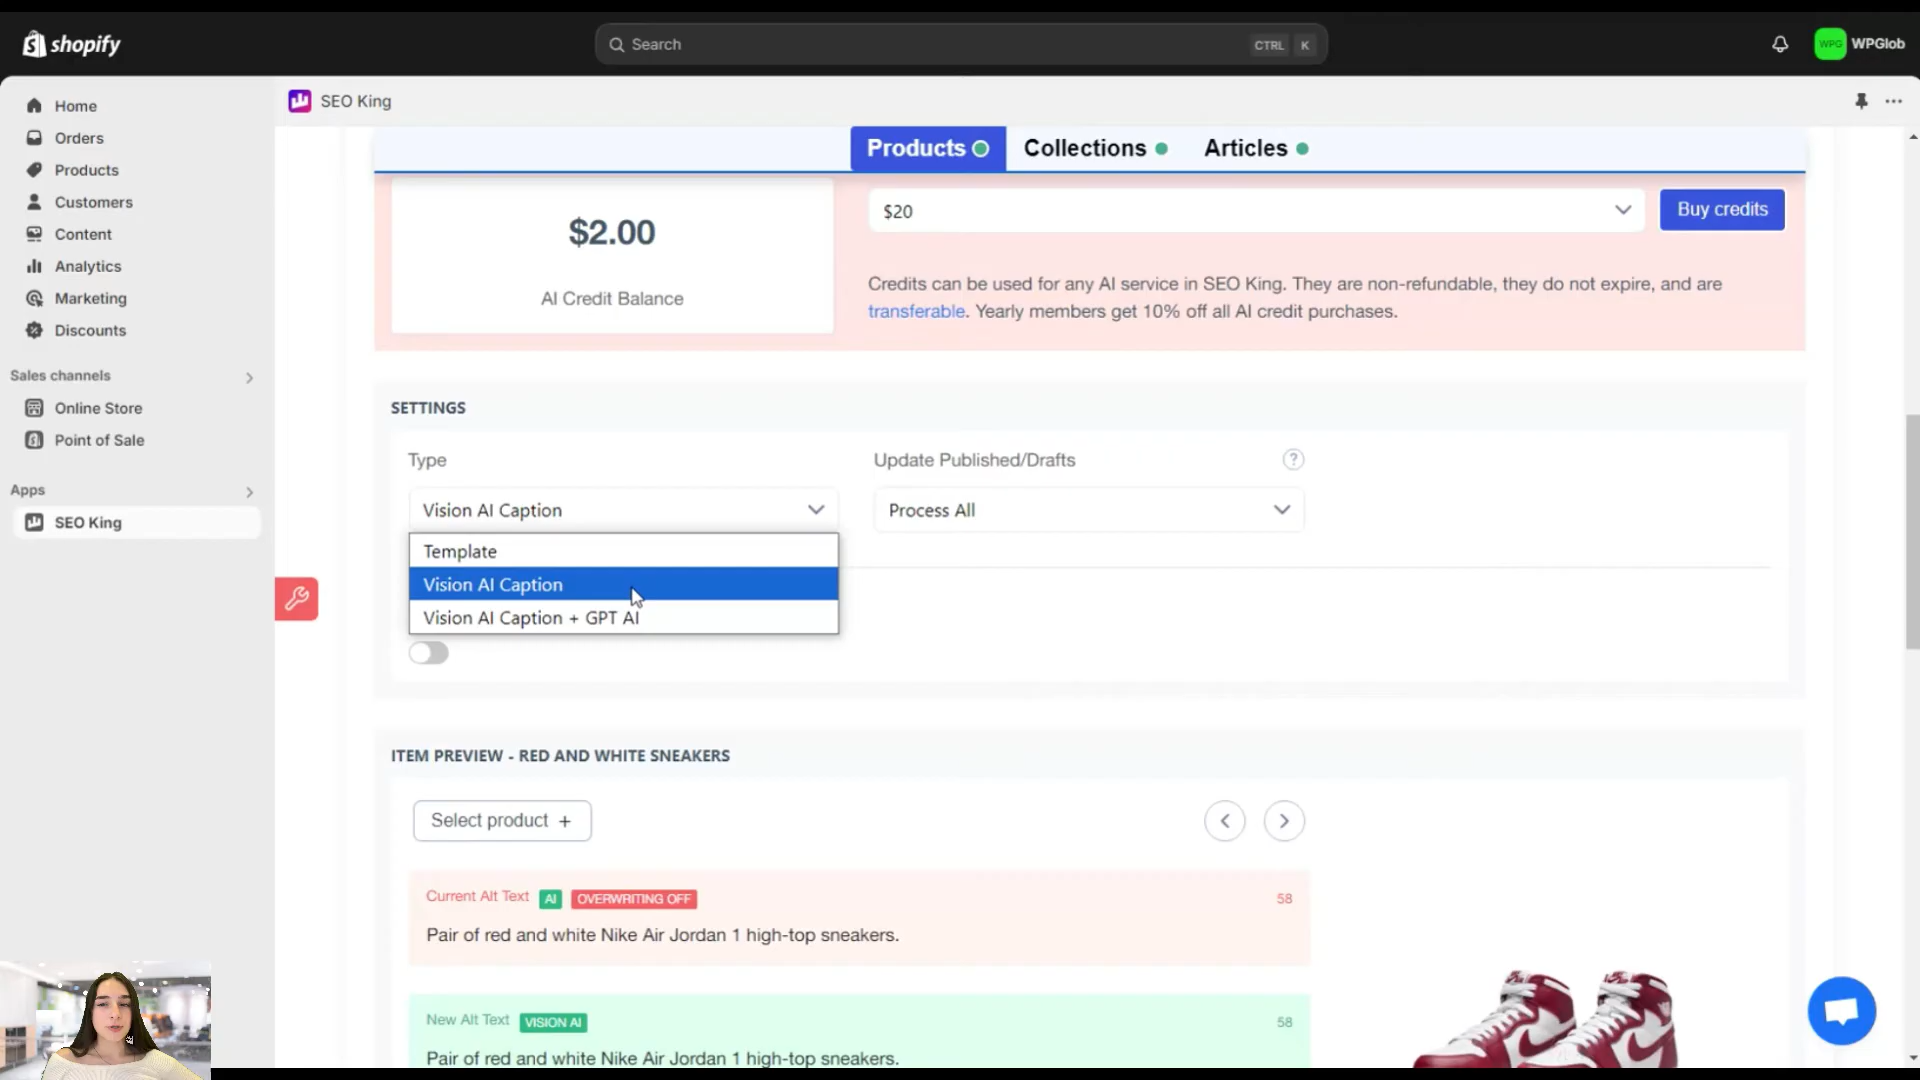 shopify
Search
CTRL K
WPG
WPGlob
Home
Orders
Products
Customers
Content
Analytics
Marketing
Discounts
Sales channels
Online Store
Point of Sale
Apps
SEO King
SEO King
Products
Collections
Articles
$2.00
AI Credit Balance
$20
Buy credits
Credits can be used for any AI service in SEO King. They are non-refundable, they do not expire, and are
transferable. Yearly members get 10% off all AI credit purchases.
SETTINGS
Type
Update Published/Drafts
?
Vision AI Caption
Process All
Template
Vision AI Caption
Vision AI Caption + GPT AI
ITEM PREVIEW - RED AND WHITE SNEAKERS
Select product +
Current Alt Text AI OVERWRITING OFF 58
Pair of red and white Nike Air Jordan 1 high-top sneakers.
New Alt Text VISION AI 58
Pair of red and white Nike Air Jordan 1 high-top sneakers.